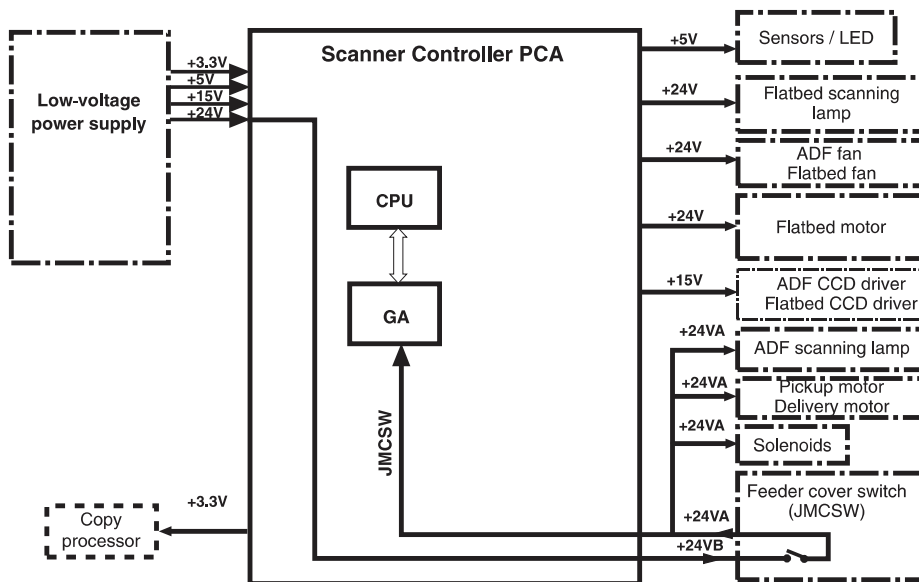 Low-voltage
power supply
+3.3V
+5V
+15V
+24V
Scanner Controller PCA
CPU
GA
JMCSW
+5V
Sensors / LED
+24V
Flatbed scanning
lamp
+24V
ADF fan
Flatbed fan
+24V
Flatbed motor
+15V
ADF CCD driver
Flatbed CCD driver
+24VA
ADF scanning lamp
+24VA
Pickup motor
Delivery motor
+24VA
Solenoids
Feeder cover switch
(JMCSW)
+24VA
+24VB
+3.3V
Copy
processor